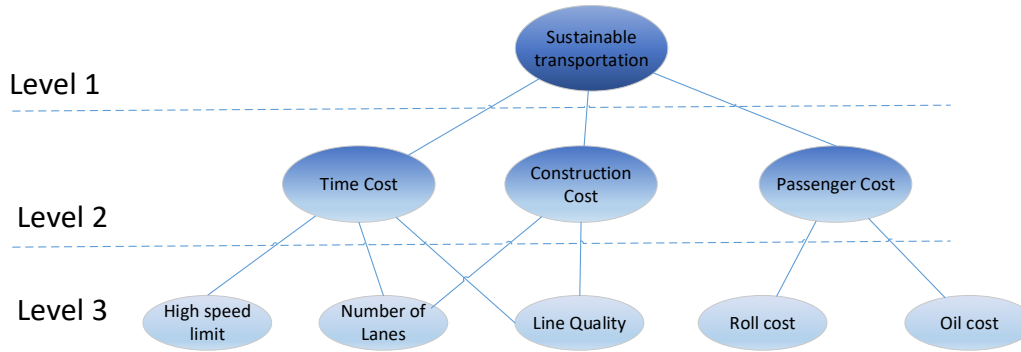 Sustainable
transportation
Level 1
Time Cost
Construction
Cost
Passenger Cost
Level 2
Level 3
High speed
limit
Number of
Lanes
Line Quality
Roll cost
Oil cost